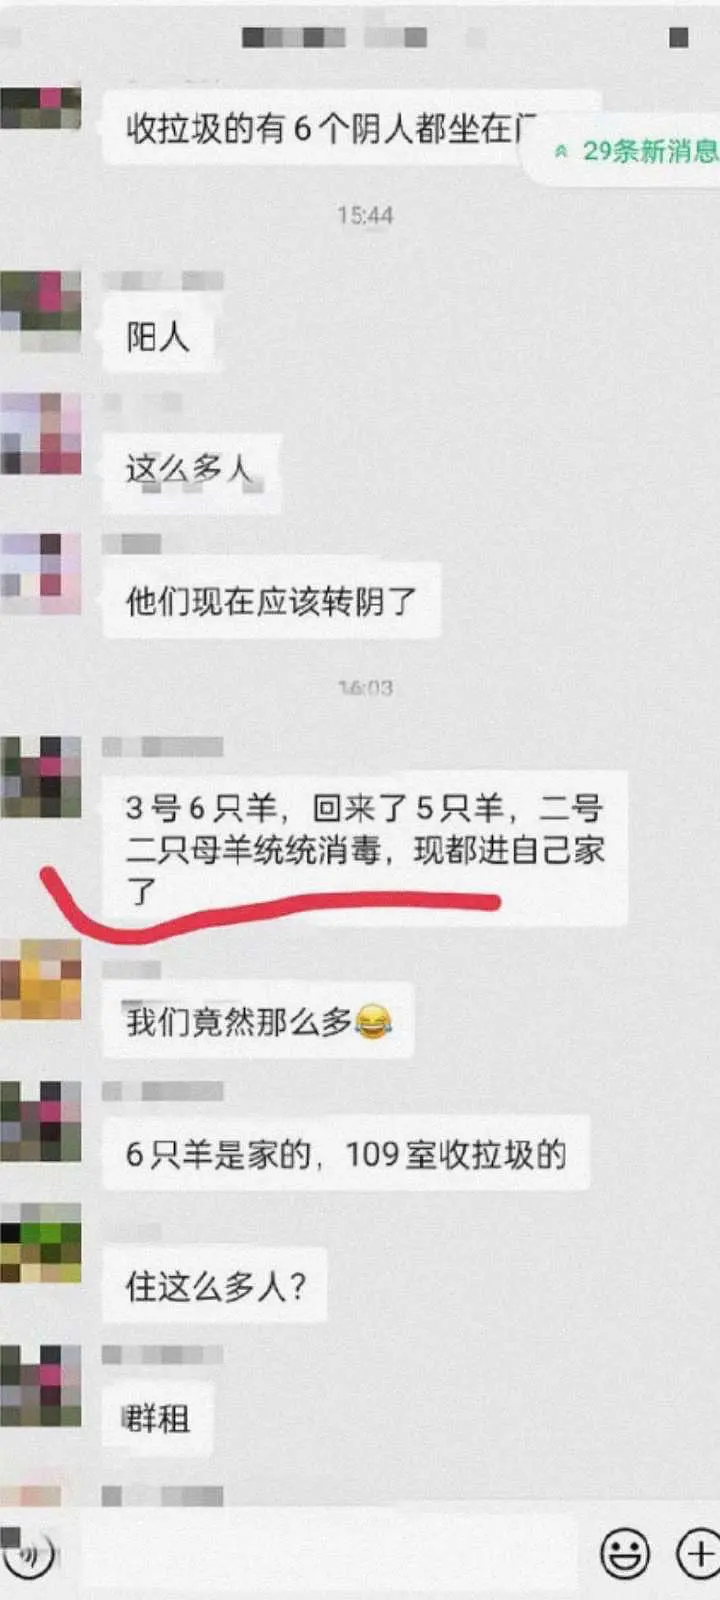 收拉圾的有6个阴人都坐在门
29条新消息
15:44
阳人
这么多人
他们现在应该转阴了
16:03
3号6只羊，回来了5只羊，二号
二只母羊统统消毒，现都进自己家
了
我们竟然那么多😂
6只羊是家的，109室收拉圾的
住这么多人？
群租